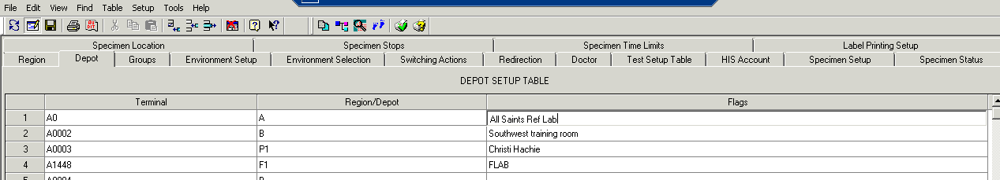 File Edit View Find Table Setup Tools Help
Specimen Location Specimen Stops Specimen Time Limits Label Printing Setup
Region Depot Groups Environment Setup Environment Selection Switching Actions Redirection Doctor Test Setup Table HIS Account Specimen Setup Specimen Status
DEPOT SETUP TABLE
Terminal Region/Depot Flags
1 A0 A All Saints Ref Lab
2 A0002 B Southwest training room
3 A0003 P1 Christi Hachie
4 A1448 F1 FLAB